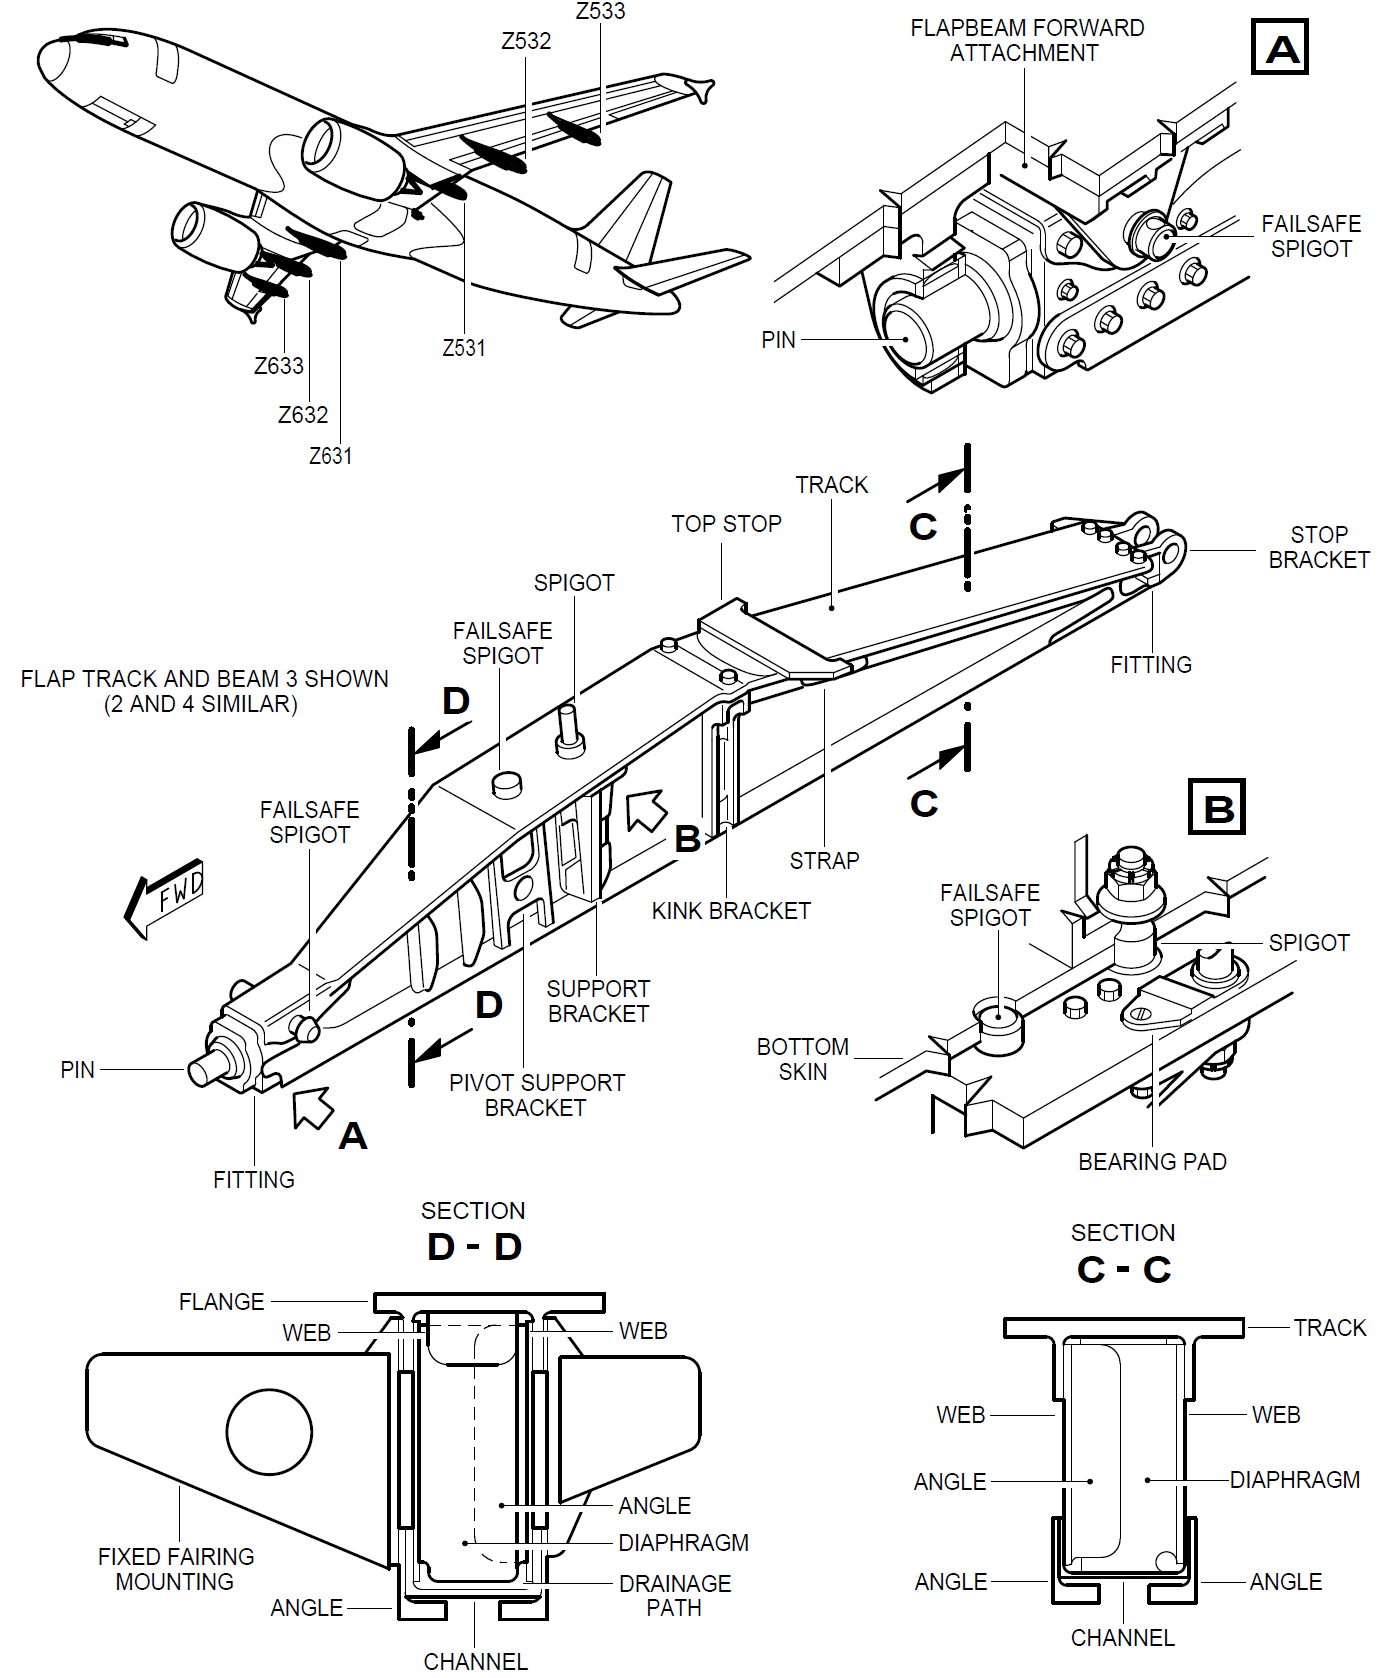 Z533
Z532
Z531
Z633
Z632
Z631
FLAPBEAM FORWARD
ATTACHMENT
A
FAILSAFE
SPIGOT
PIN
TRACK
C
TOP STOP
STOP
BRACKET
SPIGOT
FAILSAFE
SPIGOT
FITTING
FLAP TRACK AND BEAM 3 SHOWN
(2 AND 4 SIMILAR)
D
FAILSAFE
SPIGOT
C
B
STRAP
KINK BRACKET
FWD
SUPPORT
BRACKET
D
PIVOT SUPPORT
BRACKET
PIN
A
FITTING
B
FAILSAFE
SPIGOT
SPIGOT
BOTTOM
SKIN
BEARING PAD
SECTION
D - D
FLANGE
WEB
WEB
ANGLE
DIAPHRAGM
FIXED FAIRING
MOUNTING
DRAINAGE
PATH
ANGLE
CHANNEL
SECTION
C - C
TRACK
WEB
WEB
ANGLE
DIAPHRAGM
ANGLE
ANGLE
CHANNEL